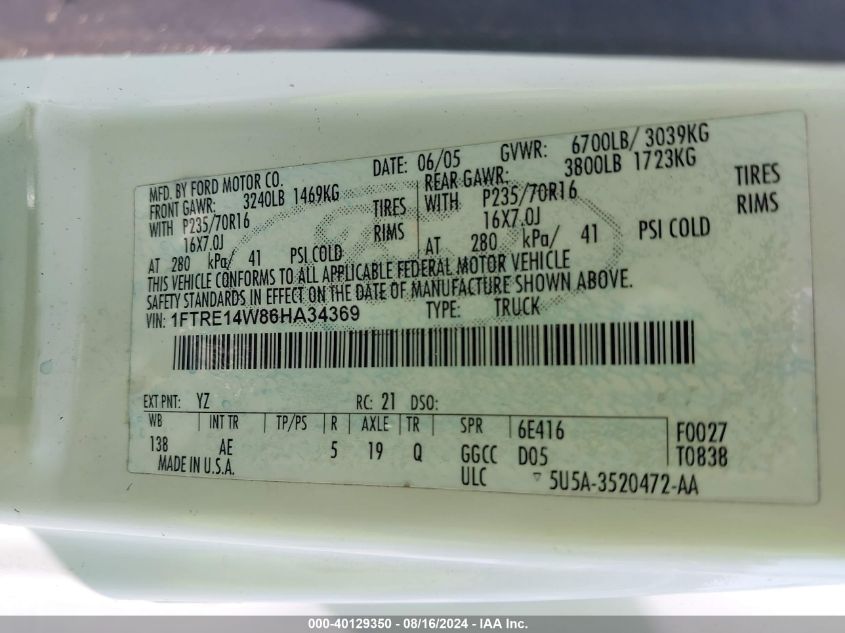 MFD. BY FORD MOTOR CO.
DATE: 06/05 GVWR: 6700LB/ 3039KG
FRONT GAWR: 3240LB 1469KG
REAR GAWR: 3800LB 1723KG
WITH P235/70R16 TIRES
WITH P235/70R16 TIRES
16X7.0J RIMS
16X7.0J RIMS
AT 280 kPa/ 41 PSI COLD
AT 280 kPa/ 41 PSI COLD
THIS VEHICLE CONFORMS TO ALL APPLICABLE FEDERAL MOTOR VEHICLE
SAFETY STANDARDS IN EFFECT ON THE DATE OF MANUFACTURE SHOWN ABOVE.
VIN: 1FTRE14W86HA34369 TYPE: TRUCK
EXT PNT: YZ RC: 21 DSO:
WB INT TR TP/PS R AXLE TR SPR 6E416 F0027
138 AE 5 19 Q GGCC D05 T0838
MADE IN U.S.A. ULC 5U5A-3520472-AA
000-40129350 - 08/16/2024 - IAA Inc.